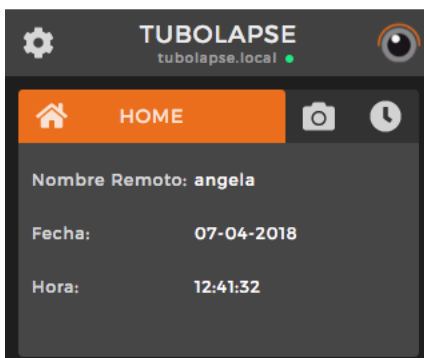 TUBOLAPSE
tubolapse.local
HOME
Nombre Remoto: angela
Fecha: 07-04-2018
Hora: 12:41:32